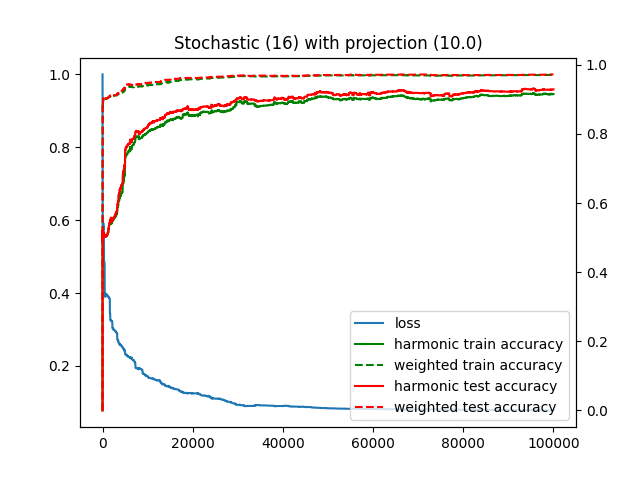 Stochastic (16) with projection (10.0)
1.0
0.8
0.6
0.4
0.2
1.0
0.8
0.6
0.4
0.2
0.0
loss
harmonic train accuracy
weighted train accuracy
harmonic test accuracy
weighted test accuracy
0 20000 40000 60000 80000 100000